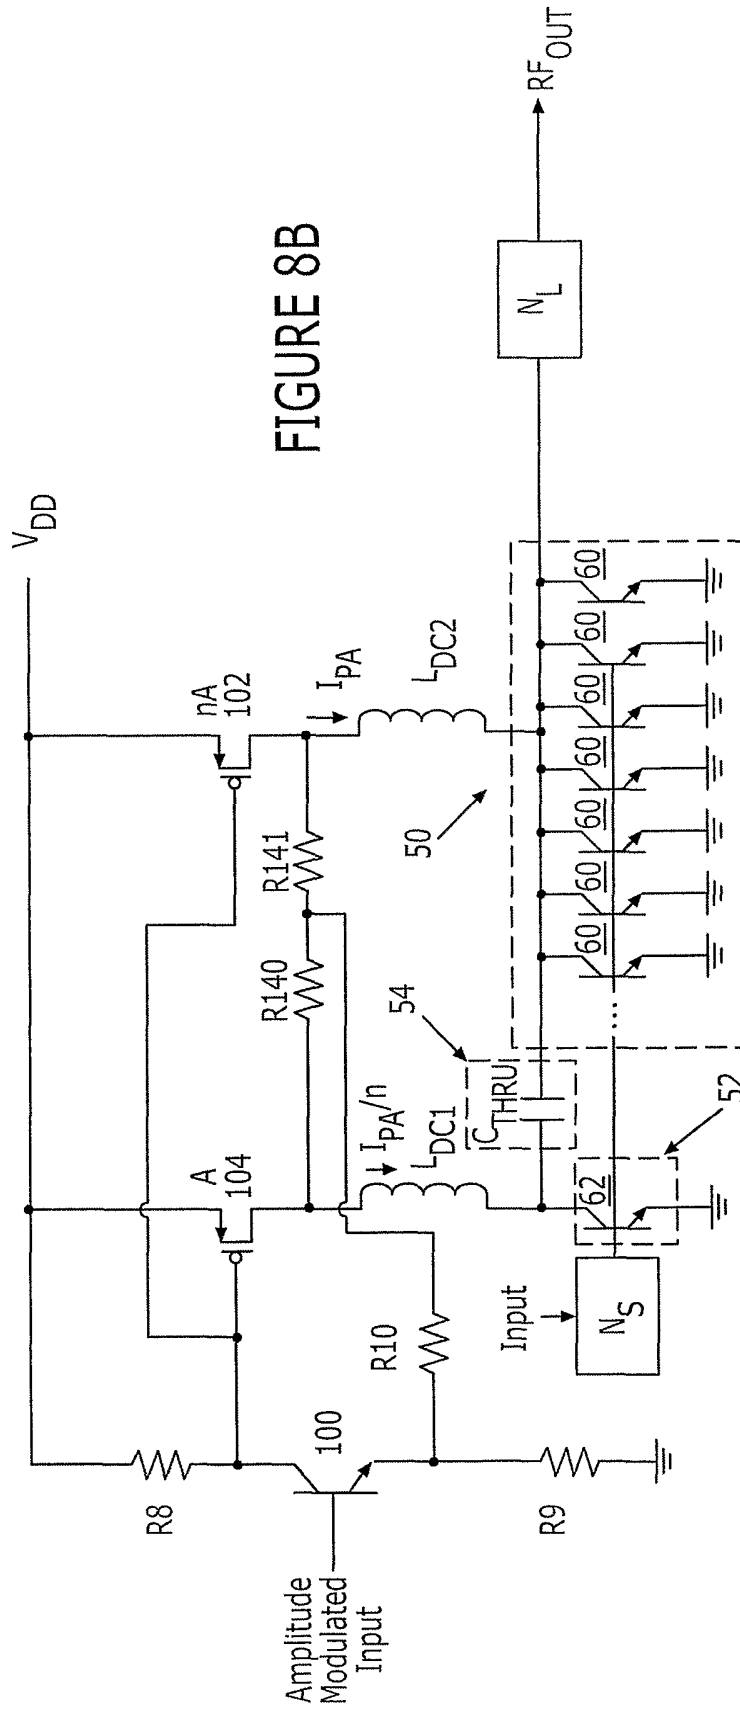 FIGURE 8B
V_DD
R8
nA
102
A
104
R141
R140
I_PA
I_PA/n
L_DC2
L_DC1
Amplitude
Modulated
Input
100
R10
R9
50
54
C_THRU
RF_OUT
N_L
60
60
60
60
60
60
60
...
62
52
Input
N_S